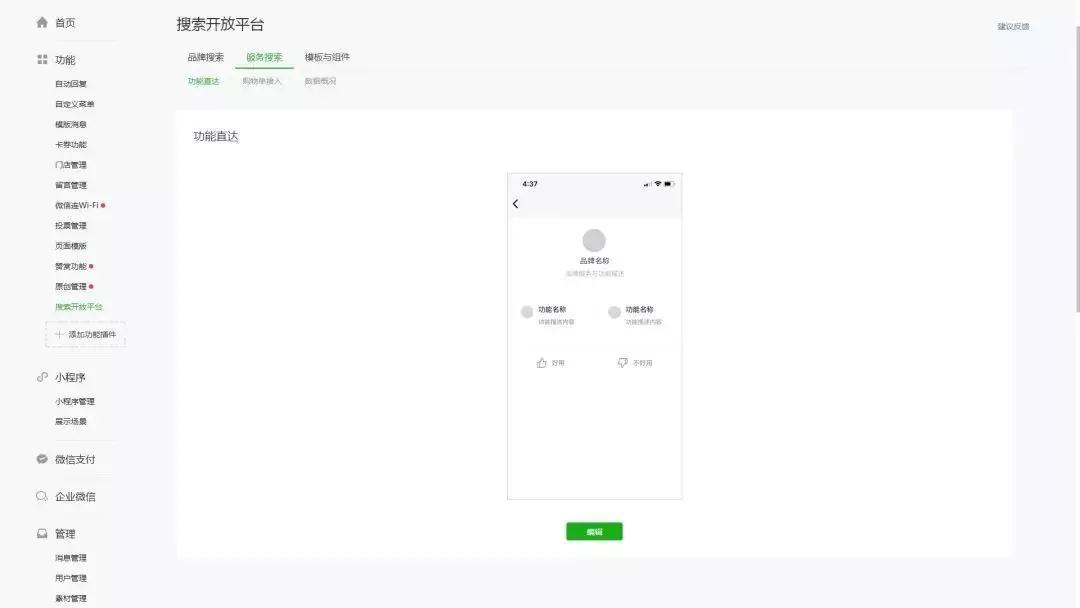 首页
功能
自动回复
自定义菜单
模版消息
卡券功能
门店管理
留言管理
微信连Wi-Fi
投票管理
页面模版
赞赏功能
原创管理
搜索开放平台
添加功能插件
小程序
小程序管理
展示场景
微信支付
企业微信
管理
消息管理
用户管理
素材管理
搜索开放平台
建议反馈
品牌搜索 服务搜索 模板与组件
功能直达 购物单接入 数据概况
功能直达
4:37
品牌名称
品牌服务与功能描述
功能名称 功能名称
功能描述内容 功能描述内容
好用 不好用
编辑